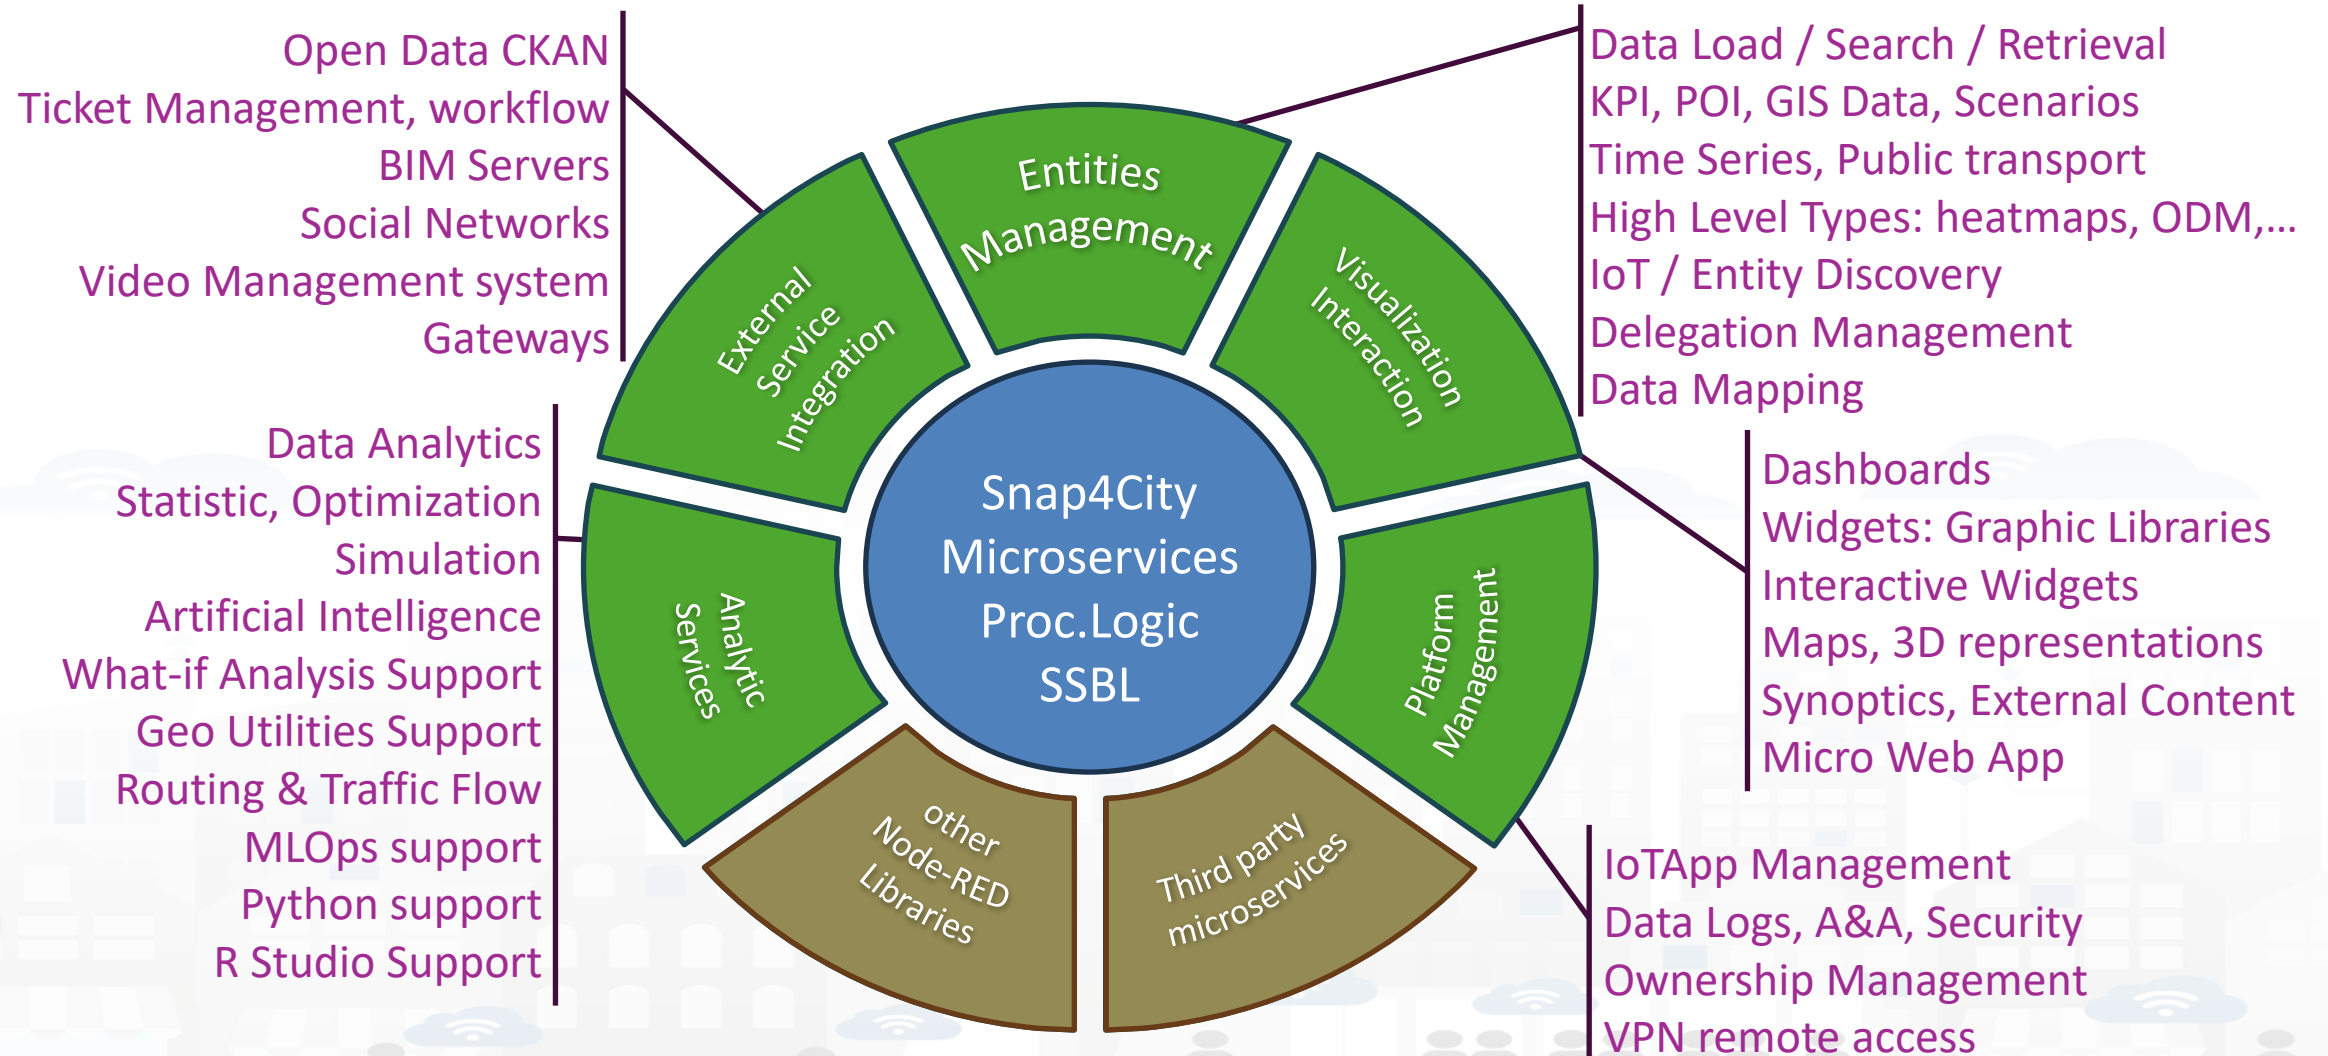 Open Data CKAN
Ticket Management, workflow
BIM Servers
Social Networks
Video Management system
Gateways
Data Analytics
Statistic, Optimization
Simulation
Artificial Intelligence
What-if Analysis Support
Geo Utilities Support
Routing & Traffic Flow
MLOps support
Python support
R Studio Support
Entities
Management
External
Service
Integration
Visualization
Interaction
Analytic
Services
Platform
Management
other
Node-RED
Libraries
Third party
microservices
Snap4City
Microservices
Proc.Logic
SSBL
Data Load / Search / Retrieval
KPI, POI, GIS Data, Scenarios
Time Series, Public transport
High Level Types: heatmaps, ODM,...
IoT / Entity Discovery
Delegation Management
Data Mapping
Dashboards
Widgets: Graphic Libraries
Interactive Widgets
Maps, 3D representations
Synoptics, External Content
Micro Web App
IoTApp Management
Data Logs, A&A, Security
Ownership Management
VPN remote access